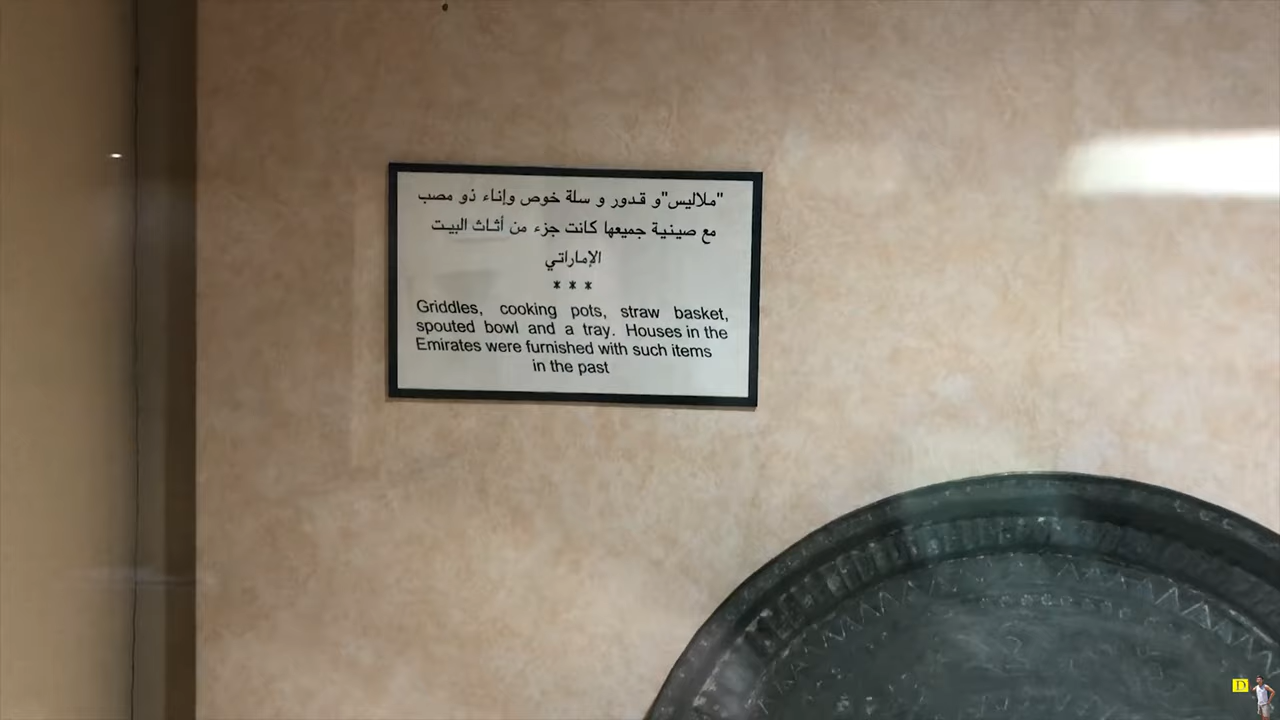 "ملاليس"و قدور و سلة خوص وإناء ذو مصب
مع صينية جميعها كانت جزء من أثاث البيت
الإماراتي
* * *
Griddles, cooking pots, straw basket,
spouted bowl and a tray. Houses in the
Emirates were furnished with such items
in the past
D